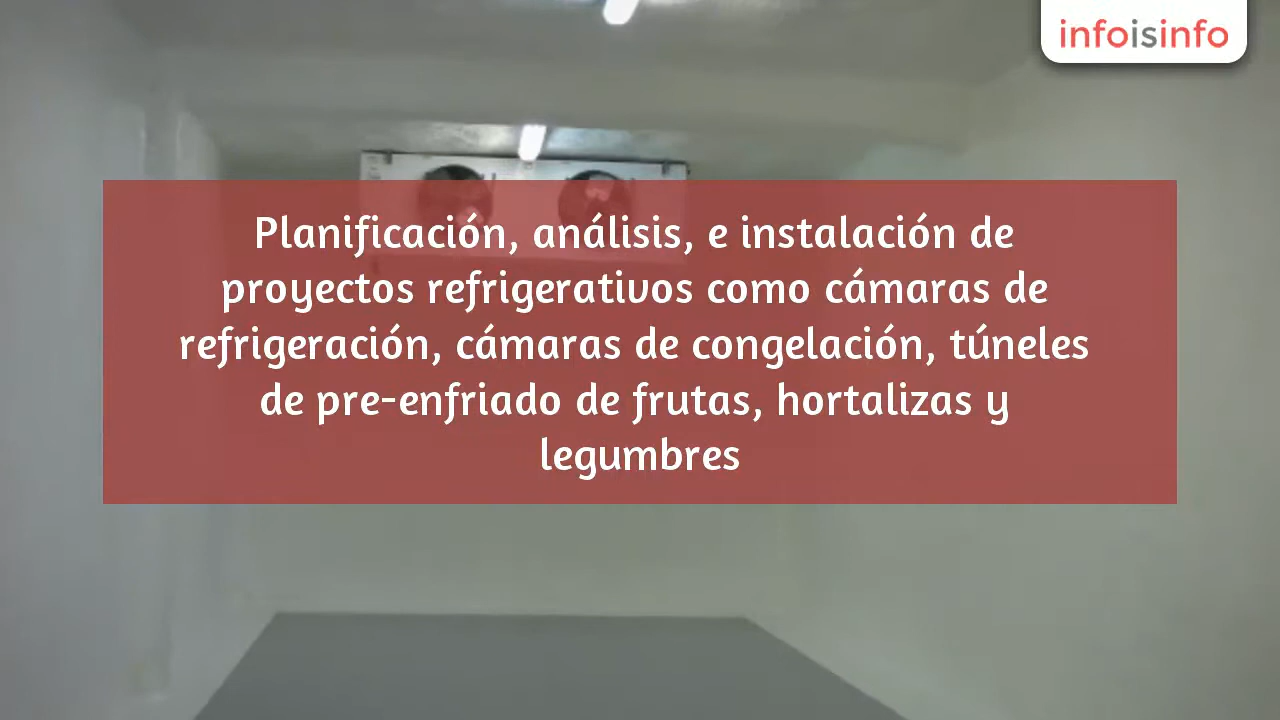 infoisinfo
Planificación, análisis, e instalación de
proyectos refrigerativos como cámaras de
refrigeración, cámaras de congelación, túneles
de pre-enfriado de frutas, hortalizas y
legumbres